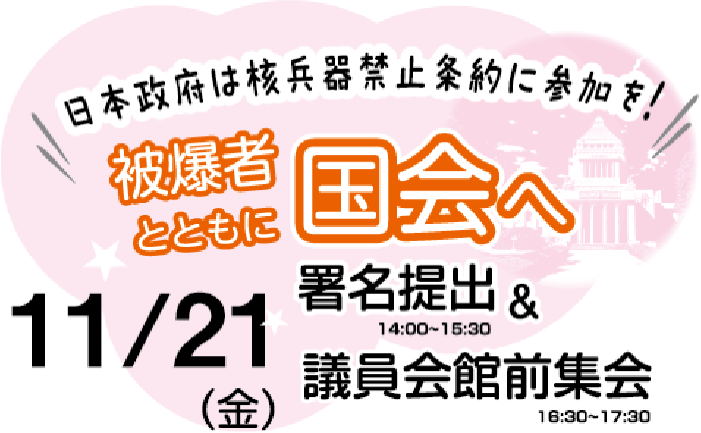 日本政府は核兵器禁止条約に参加を!
被爆者
とともに
国会へ
11/21
(金)
署名提出 &
14:00~15:30
議員会館前集会
16:30~17:30